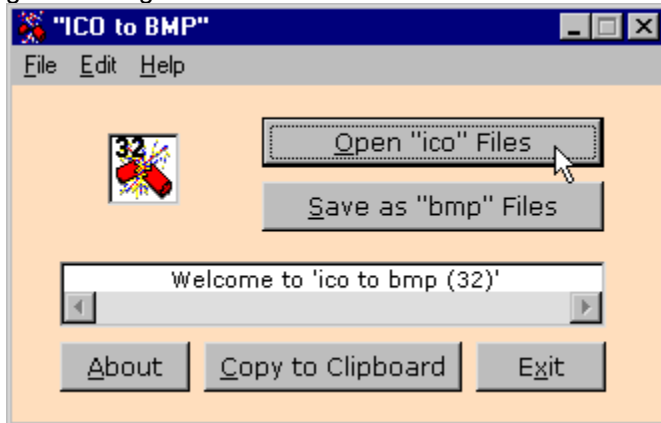 "ICO to BMP"
File Edit Help
32
Open "ico" Files
Save as "bmp" Files
Welcome to 'ico to bmp (32)'
About Copy to Clipboard Exit